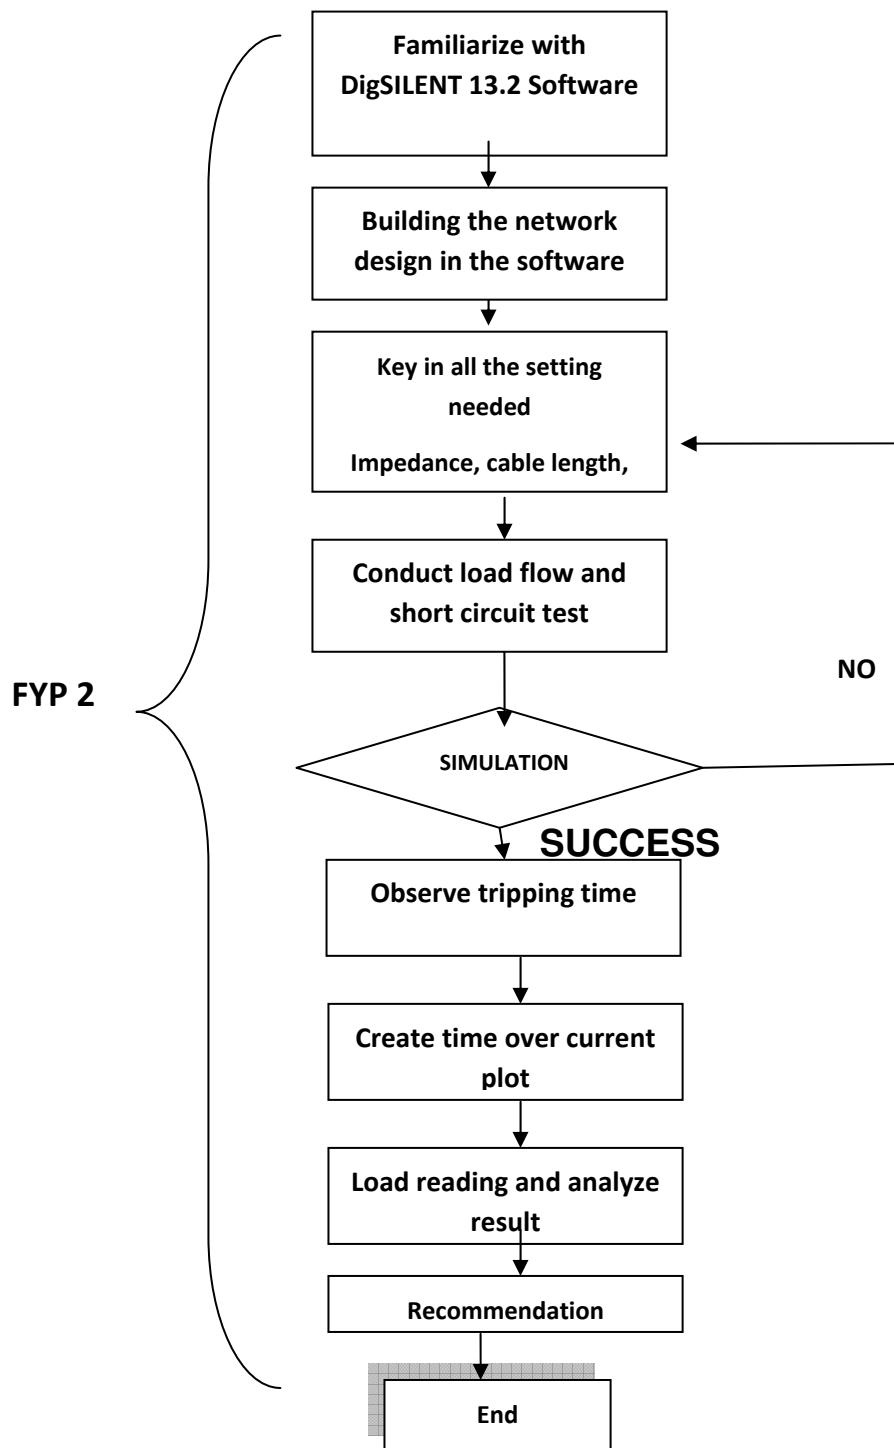 Familiarize with
DigSILENT 13.2 Software
Building the network
design in the software
Key in all the setting
needed
Impedance, cable length,
Conduct load flow and
short circuit test
NO
FYP 2
SIMULATION
SUCCESS
Observe tripping time
Create time over current
plot
Load reading and analyze
result
Recommendation
End